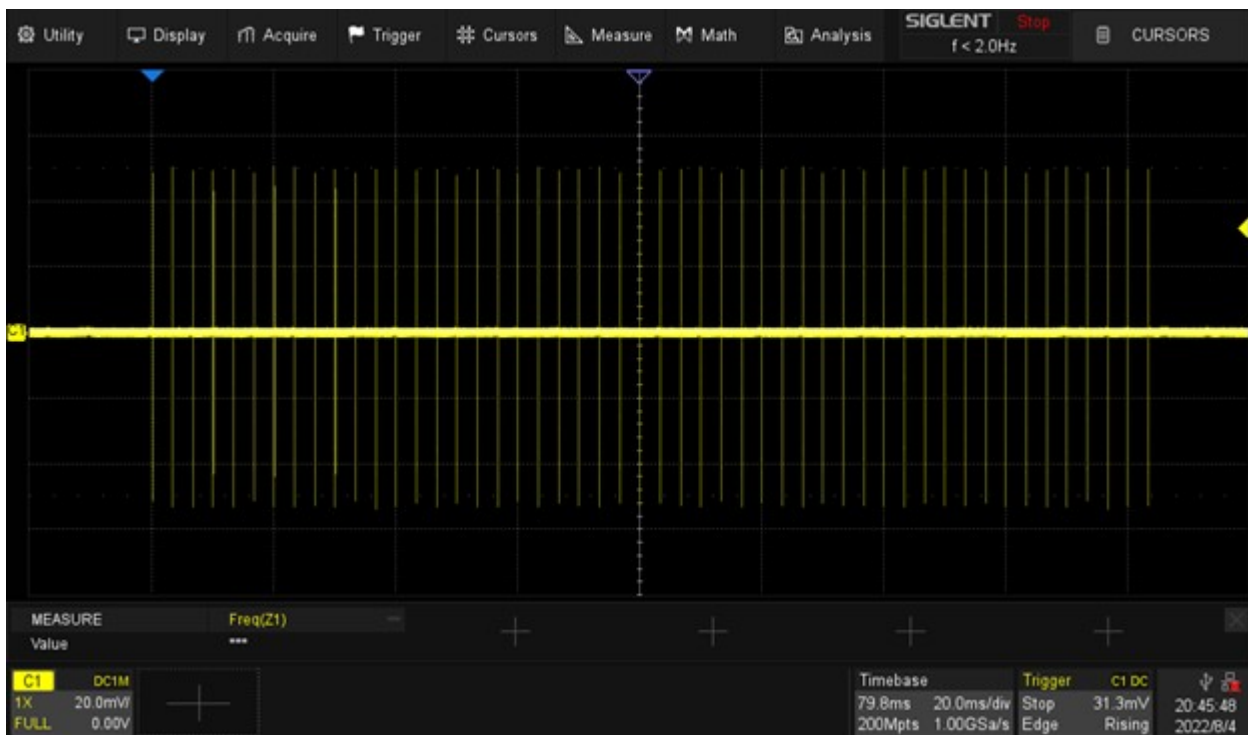 Utility Display Acquire Trigger Cursors Measure Math Analysis SIGLENT Stop CURSORS
f < 2.0Hz
C1
MEASURE Freq(Z1)
Value ***
C1 DC1M Timebase Trigger C1 DC
1X 20.0mV/ 79.8ms 20.0ms/div Stop 31.3mV 20:45:48
FULL 0.00V 200Mpts 1.00GSa/s Edge Rising 2022/8/4